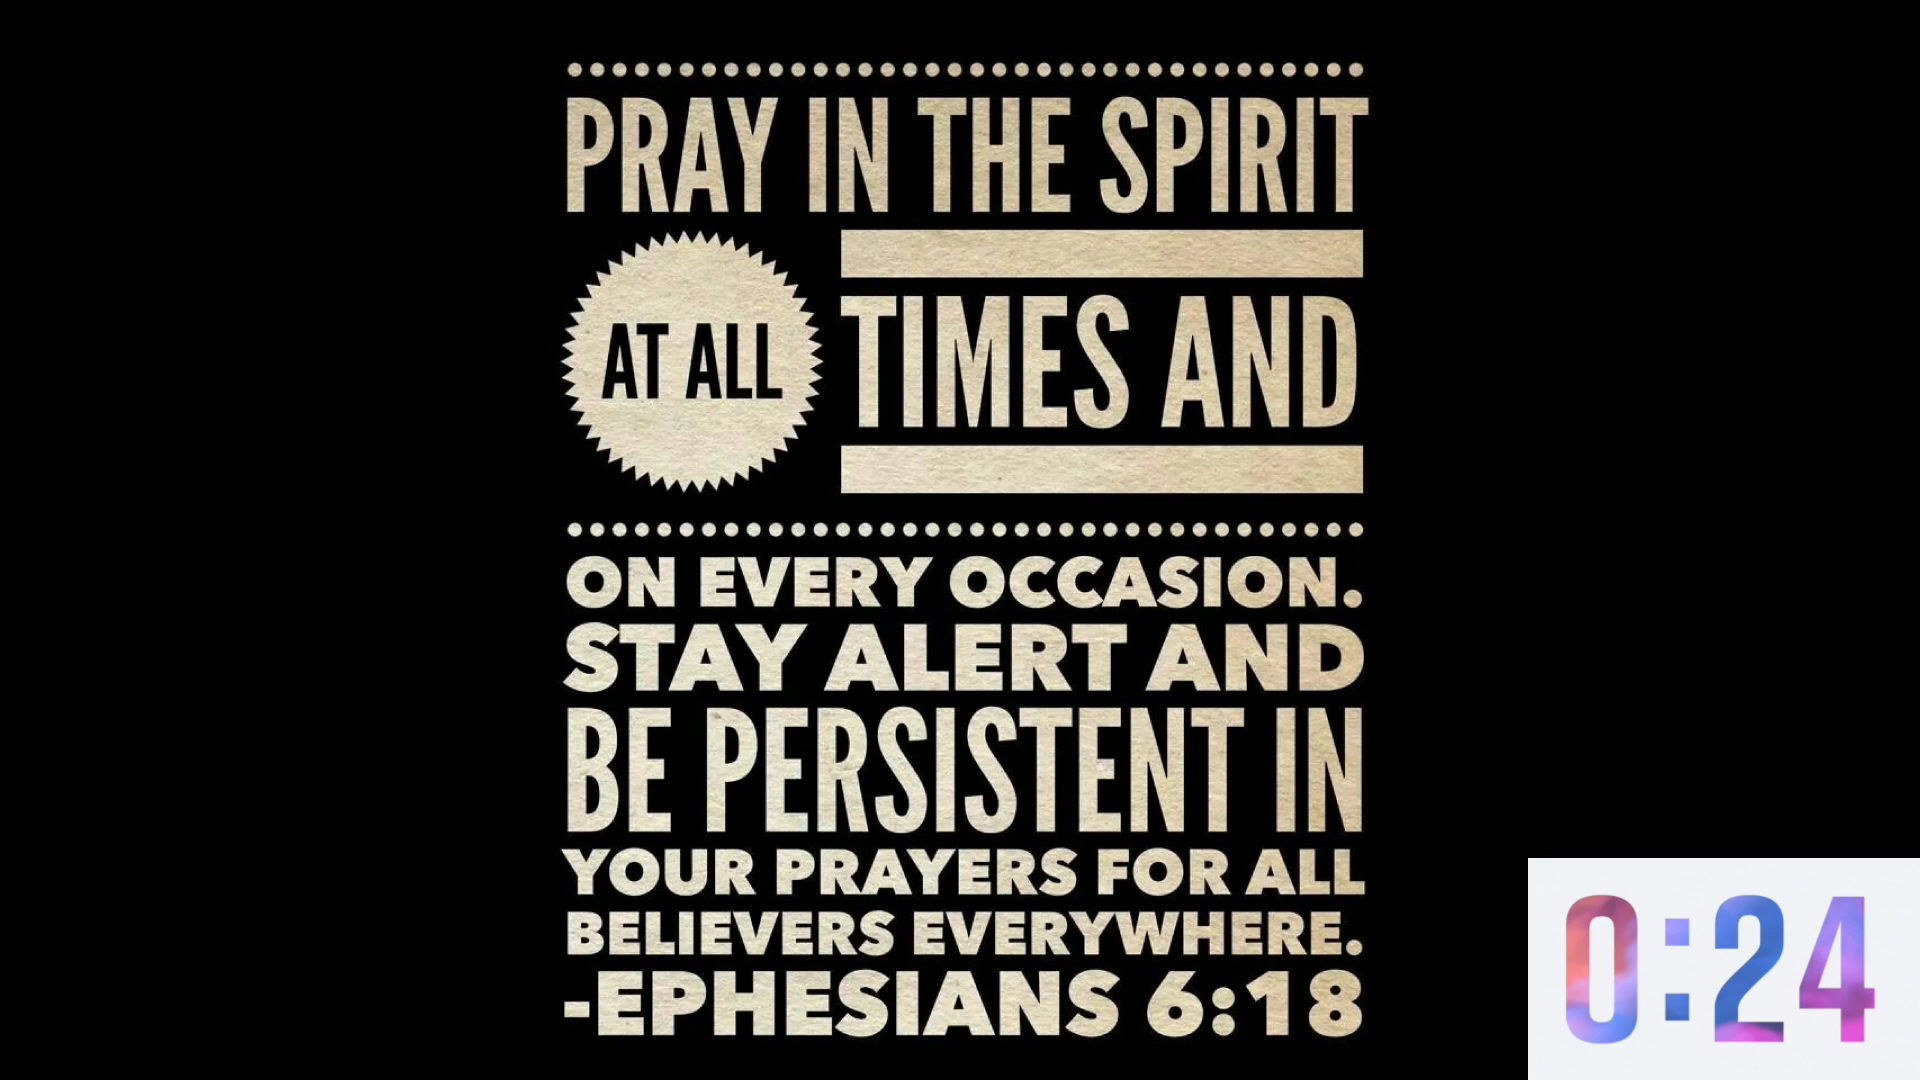 PRAY IN THE SPIRIT
AT ALL
TIMES AND
ON EVERY OCCASION.
STAY ALERT AND
BE PERSISTENT IN
YOUR PRAYERS FOR ALL
BELIEVERS EVERYWHERE.
-EPHESIANS 6:18
0:24